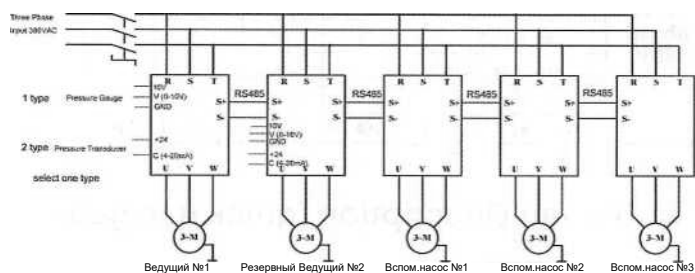 Three Phase
Input 380VAC
R S T
R S T
R S T
R S T
R S T
10V
V (0-10V)
GND
1 type Pressure Gauge
RS485
RS485
RS485
RS485
S+
S-
S+
S-
S+
S-
S+
S-
S+
S-
10V
V (0-10V)
GND
+24
C (4-20mA)
+24
2 type Pressure Transducer
C (4-20mA)
select one type
U V W
U V W
U V W
U V W
U V W
3~M
3~M
3~M
3~M
3~M
Ведущий №1
Резервный Ведущий №2
Вспом.насос №1
Вспом.насос №2
Вспом.насос №3